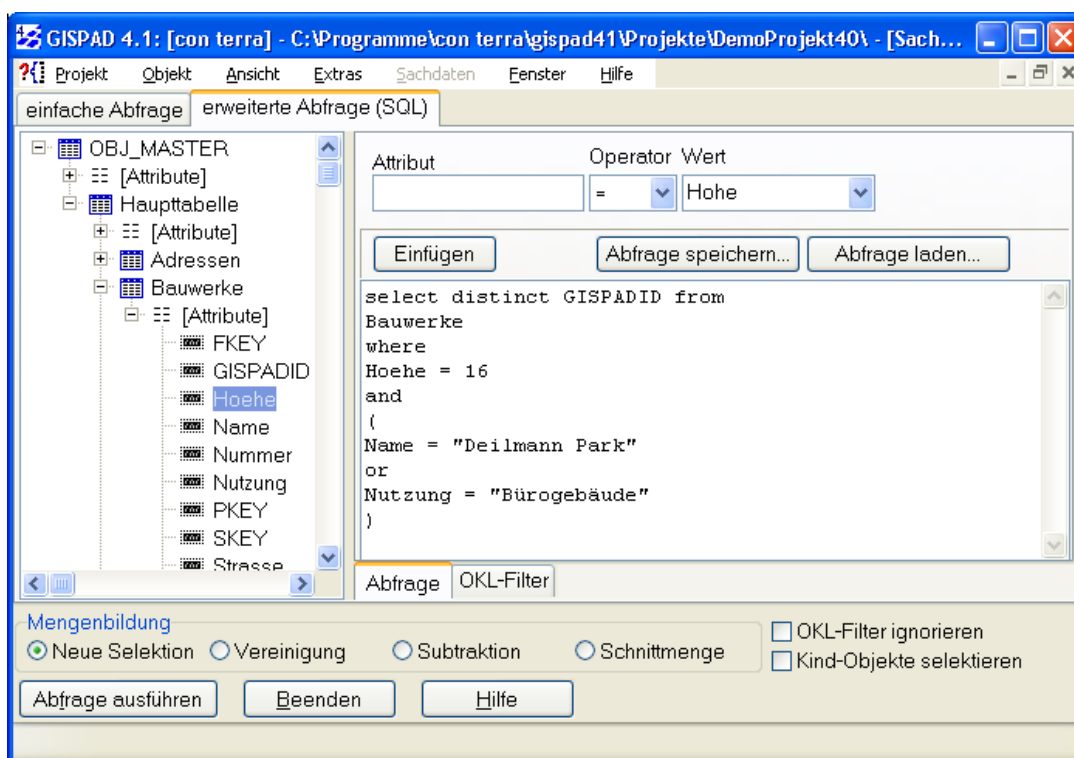 GISPAD 4.1: [con terra] - C:\Programme\con terra\gispad41\Projekte\DemoProjekt40\ - [Sach...
Projekt Objekt Ansicht Extras Sachdaten Fenster Hilfe
einfache Abfrage erweiterte Abfrage (SQL)
OBJ_MASTER
[Attribute]
Haupttabelle
[Attribute]
Adressen
Bauwerke
[Attribute]
FKEY
GISPADID
Hoehe
Name
Nummer
Nutzung
PKEY
SKEY
Strasse
Attribut Operator Wert
= Hohe
Einfügen Abfrage speichern... Abfrage laden...
select distinct GISPADID from
Bauwerke
where
Hoehe = 16
and
(
Name = "Deilmann Park"
or
Nutzung = "Bürogebäude"
)
Abfrage OKL-Filter
Mengenbildung
Neue Selektion Vereinigung Subtraktion Schnittmenge
OKL-Filter ignorieren
Kind-Objekte selektieren
Abfrage ausführen Beenden Hilfe